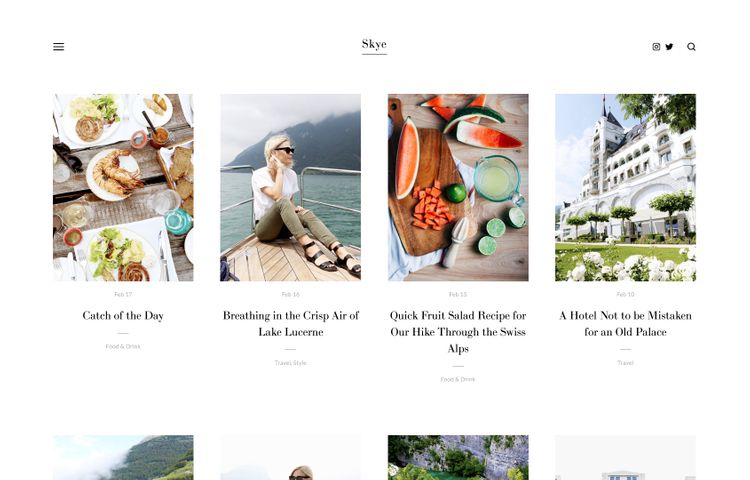 Skye
Feb 17
Catch of the Day
Food & Drink
Feb 16
Breathing in the Crisp Air of
Lake Lucerne
Travel, Style
Feb 15
Quick Fruit Salad Recipe for
Our Hike Through the Swiss
Alps
Food & Drink
Feb 10
A Hotel Not to be Mistaken
for an Old Palace
Travel